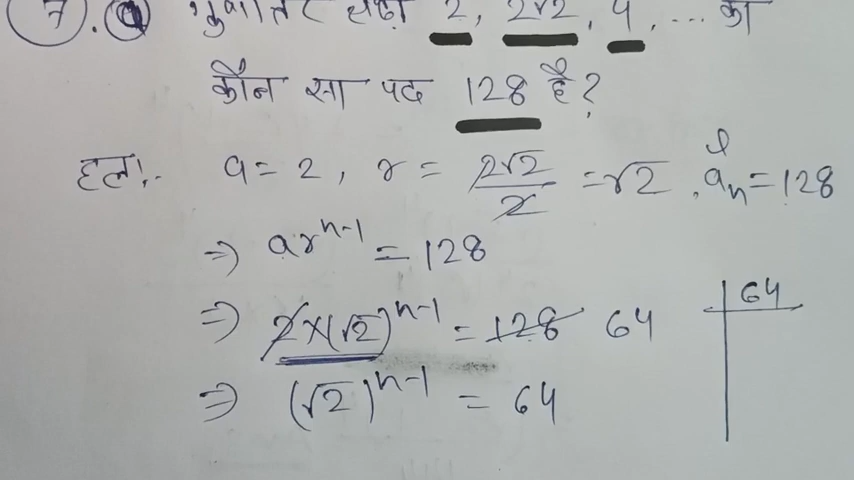 7. गुणोत्तर श्रेढ़ी 2, 2√2, 4, ... का
कौन सा पद 128 है?
हल:- a = 2, r = 2√2/2 = √2, aₙ = 128
⇒ arⁿ⁻¹ = 128
⇒ 2×(√2)ⁿ⁻¹ = 128 64
64
⇒ (√2)ⁿ⁻¹ = 64